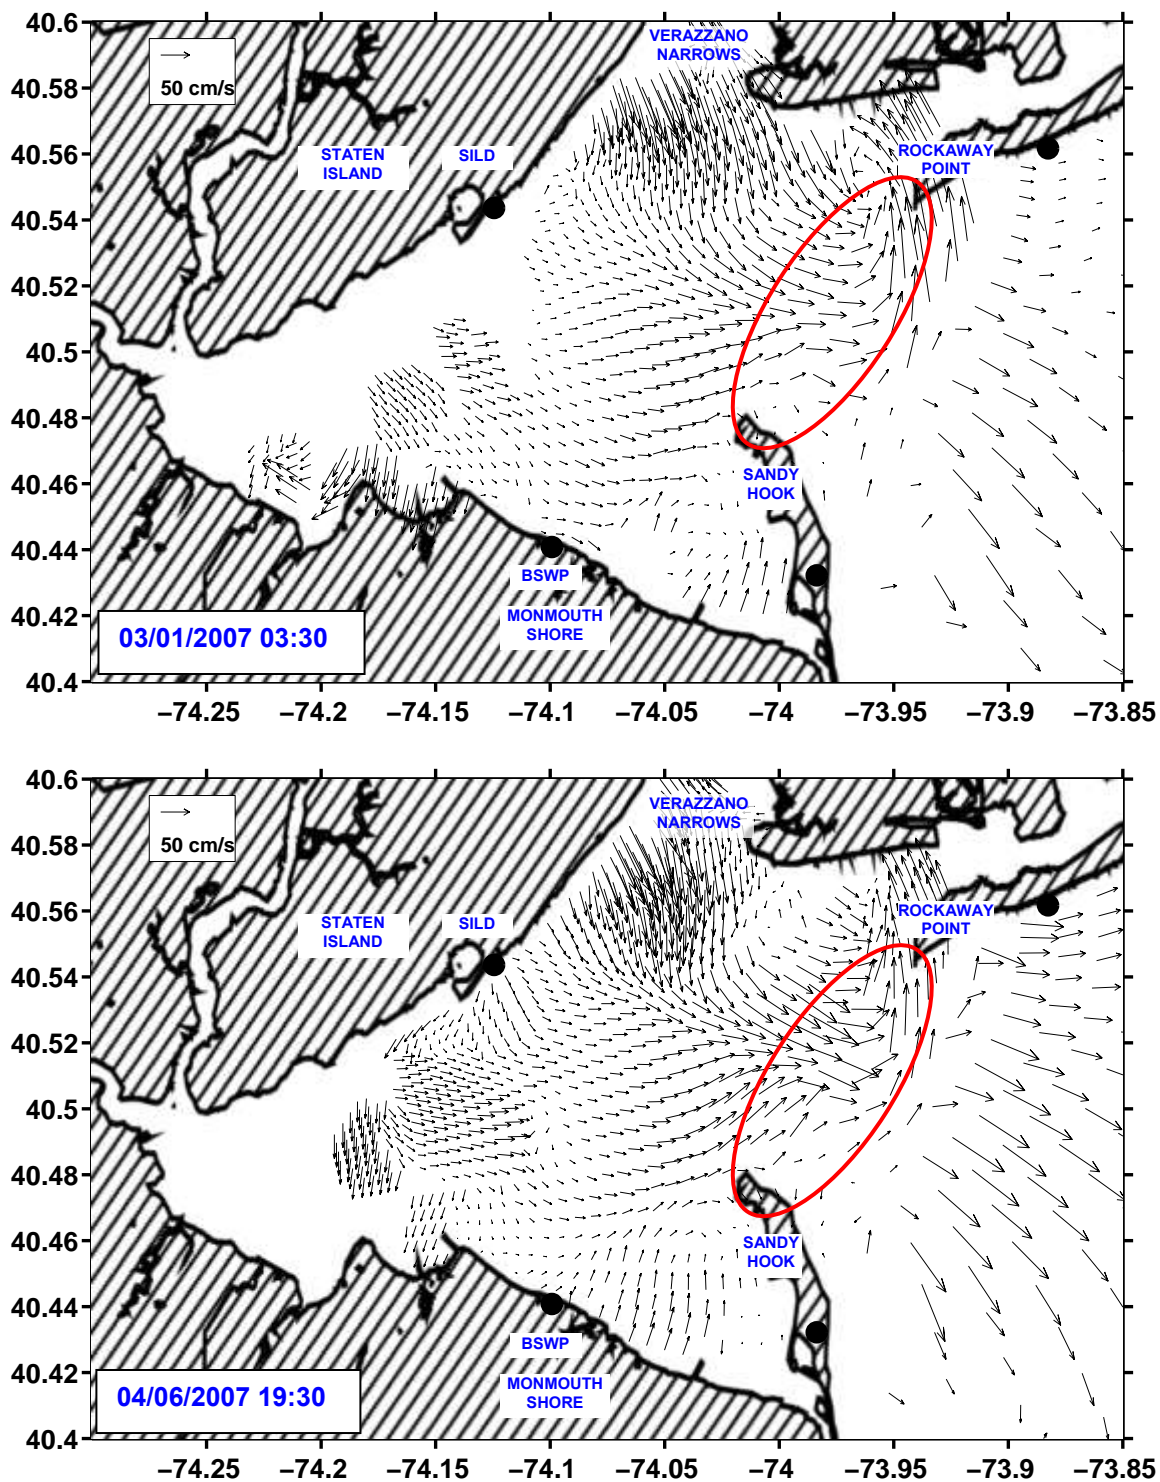 40.6
VERAZZANO
NARROWS
50 cm/s
40.58
40.56
STATEN
ISLAND
SILD
ROCKAWAY
POINT
40.54
40.52
40.5
40.48
40.46
SANDY
HOOK
40.44
BSWP
40.42
MONMOUTH
SHORE
03/01/2007 03:30
40.4
−74.25
−74.2
−74.15
−74.1
−74.05
−74
−73.95
−73.9
−73.85
40.6
VERAZZANO
NARROWS
50 cm/s
40.58
40.56
STATEN
ISLAND
SILD
ROCKAWAY
POINT
40.54
40.52
40.5
40.48
40.46
SANDY
HOOK
40.44
BSWP
40.42
MONMOUTH
SHORE
04/06/2007 19:30
40.4
−74.25
−74.2
−74.15
−74.1
−74.05
−74
−73.95
−73.9
−73.85